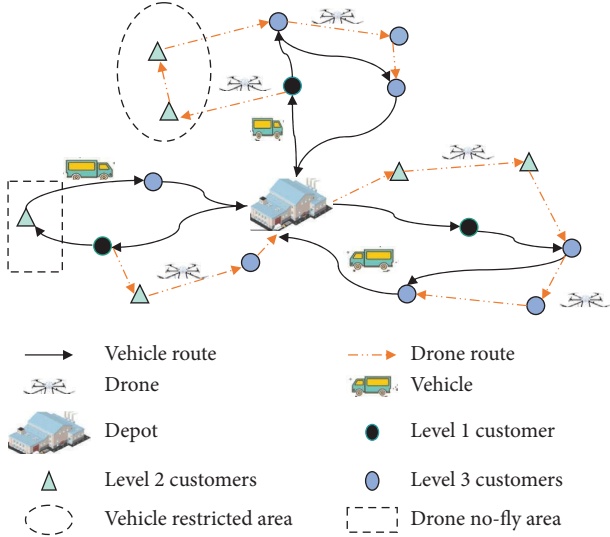 Vehicle route
Drone route
Drone
Vehicle
Depot
Level 1 customer
Level 2 customers
Level 3 customers
Vehicle restricted area
Drone no-fly area